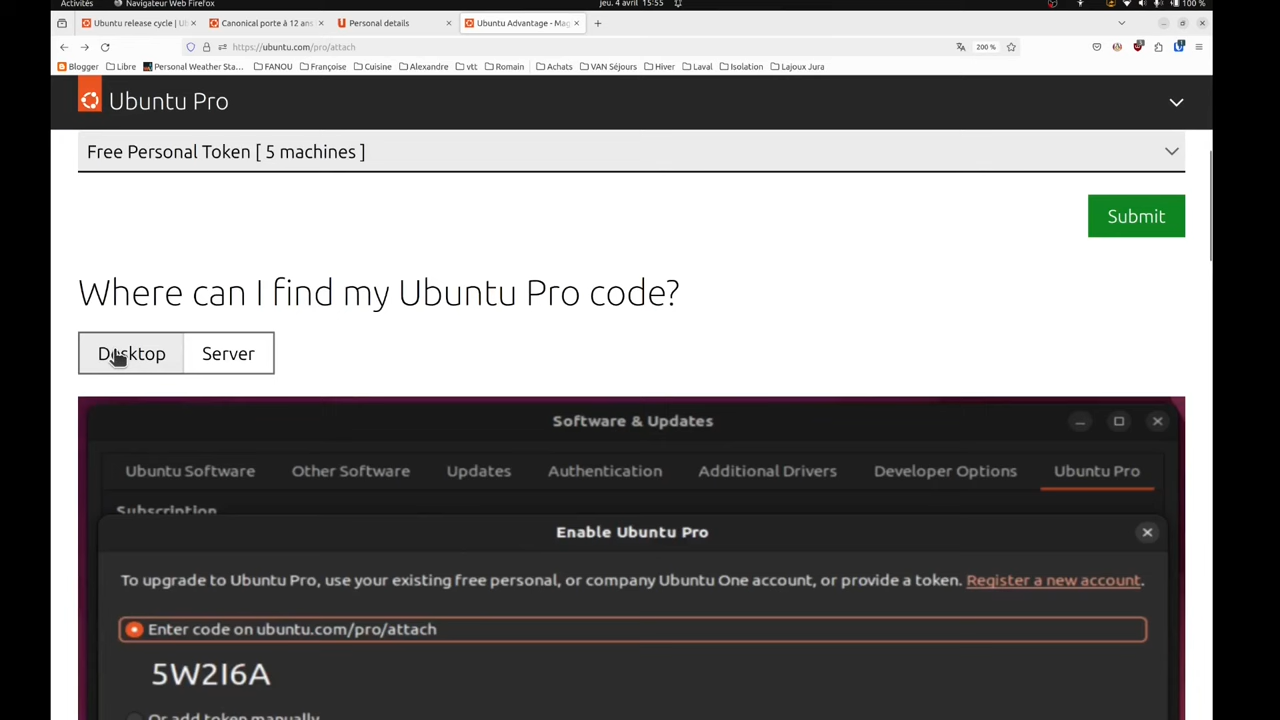 Activités Navigateur Web Firefox jeu. 4 avril 15:55 100 %
Ubuntu release cycle | Ub Canonical porte à 12 ans Personal details Ubuntu Advantage - Mag
https://ubuntu.com/pro/attach 200 %
Blogger Libre Personal Weather Sta... FANOU Françoise Cuisine Alexandre vtt Romain Achats VAN Séjours Hiver Laval Isolation Lajoux Jura
Ubuntu Pro
Free Personal Token [ 5 machines ]
Submit
Where can I find my Ubuntu Pro code?
Desktop Server
Software & Updates
Ubuntu Software Other Software Updates Authentication Additional Drivers Developer Options Ubuntu Pro
Subscription
Enable Ubuntu Pro
To upgrade to Ubuntu Pro, use your existing free personal, or company Ubuntu One account, or provide a token. Register a new account.
Enter code on ubuntu.com/pro/attach
5W2I6A
Or add token manually